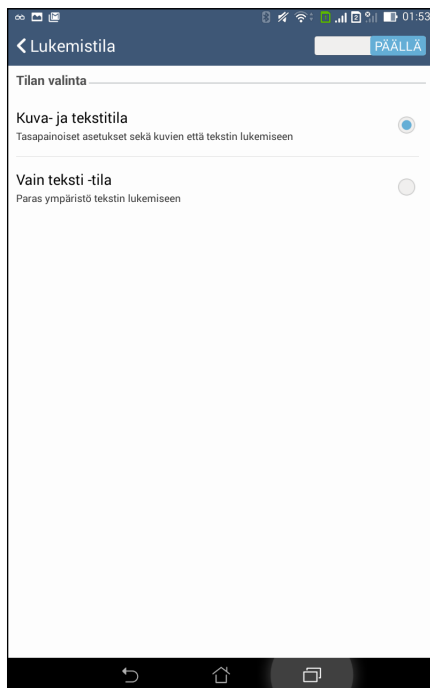 01:53
Lukemistila
PÄÄLLÄ
Tilan valinta
Kuva- ja tekstitila
Tasapainoiset asetukset sekä kuvien että tekstin lukemiseen
Vain teksti -tila
Paras ympäristö tekstin lukemiseen